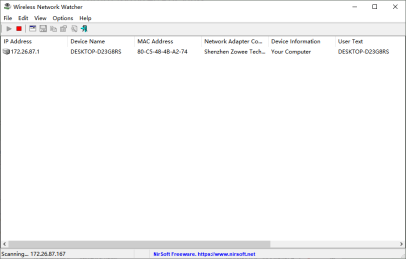 Wireless Network Watcher
File Edit View Options Help
IP Address Device Name MAC Address Network Adapter Co... Device Information User Text
172.26.87.1 DESKTOP-D23G8RS 80-C5-48-4B-A2-74 Shenzhen Zowee Tech... Your Computer DESKTOP-D23G8RS
Scanning... 172.26.87.167 NirSoft Freeware. https://www.nirsoft.net